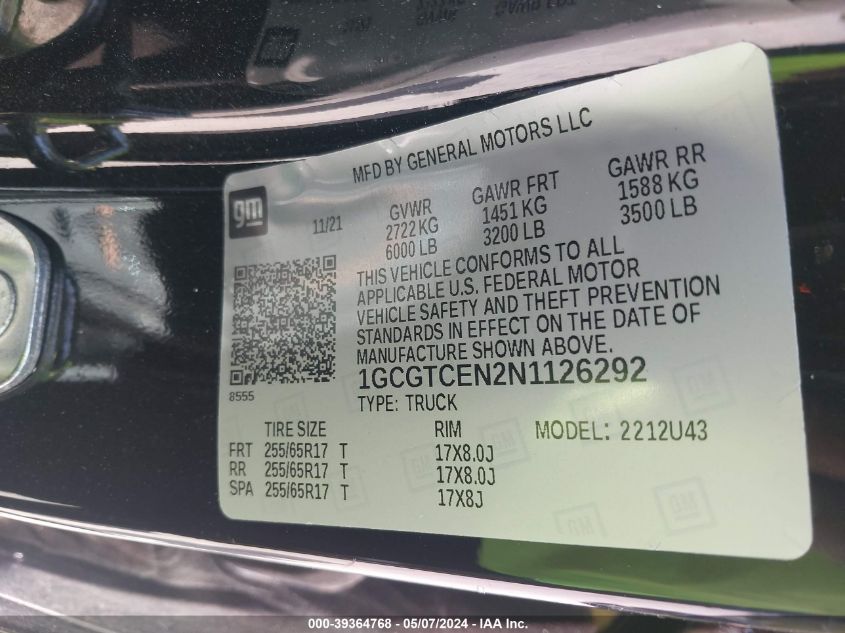 MFD BY GENERAL MOTORS LLC
gm
11/21
GVWR
2722 KG
6000 LB
GAWR FRT
1451 KG
3200 LB
GAWR RR
1588 KG
3500 LB
THIS VEHICLE CONFORMS TO ALL
APPLICABLE U.S. FEDERAL MOTOR
VEHICLE SAFETY AND THEFT PREVENTION
STANDARDS IN EFFECT ON THE DATE OF
MANUFACTURE SHOWN ABOVE.
8555
1GCGTCEN2N1126292
TYPE: TRUCK
TIRE SIZE RIM MODEL: 2212U43
FRT 255/65R17 T 17X8.0J
RR 255/65R17 T 17X8.0J
SPA 255/65R17 T 17X8J
GM
GM
000-39364768 — 05/07/2024 — IAA Inc.